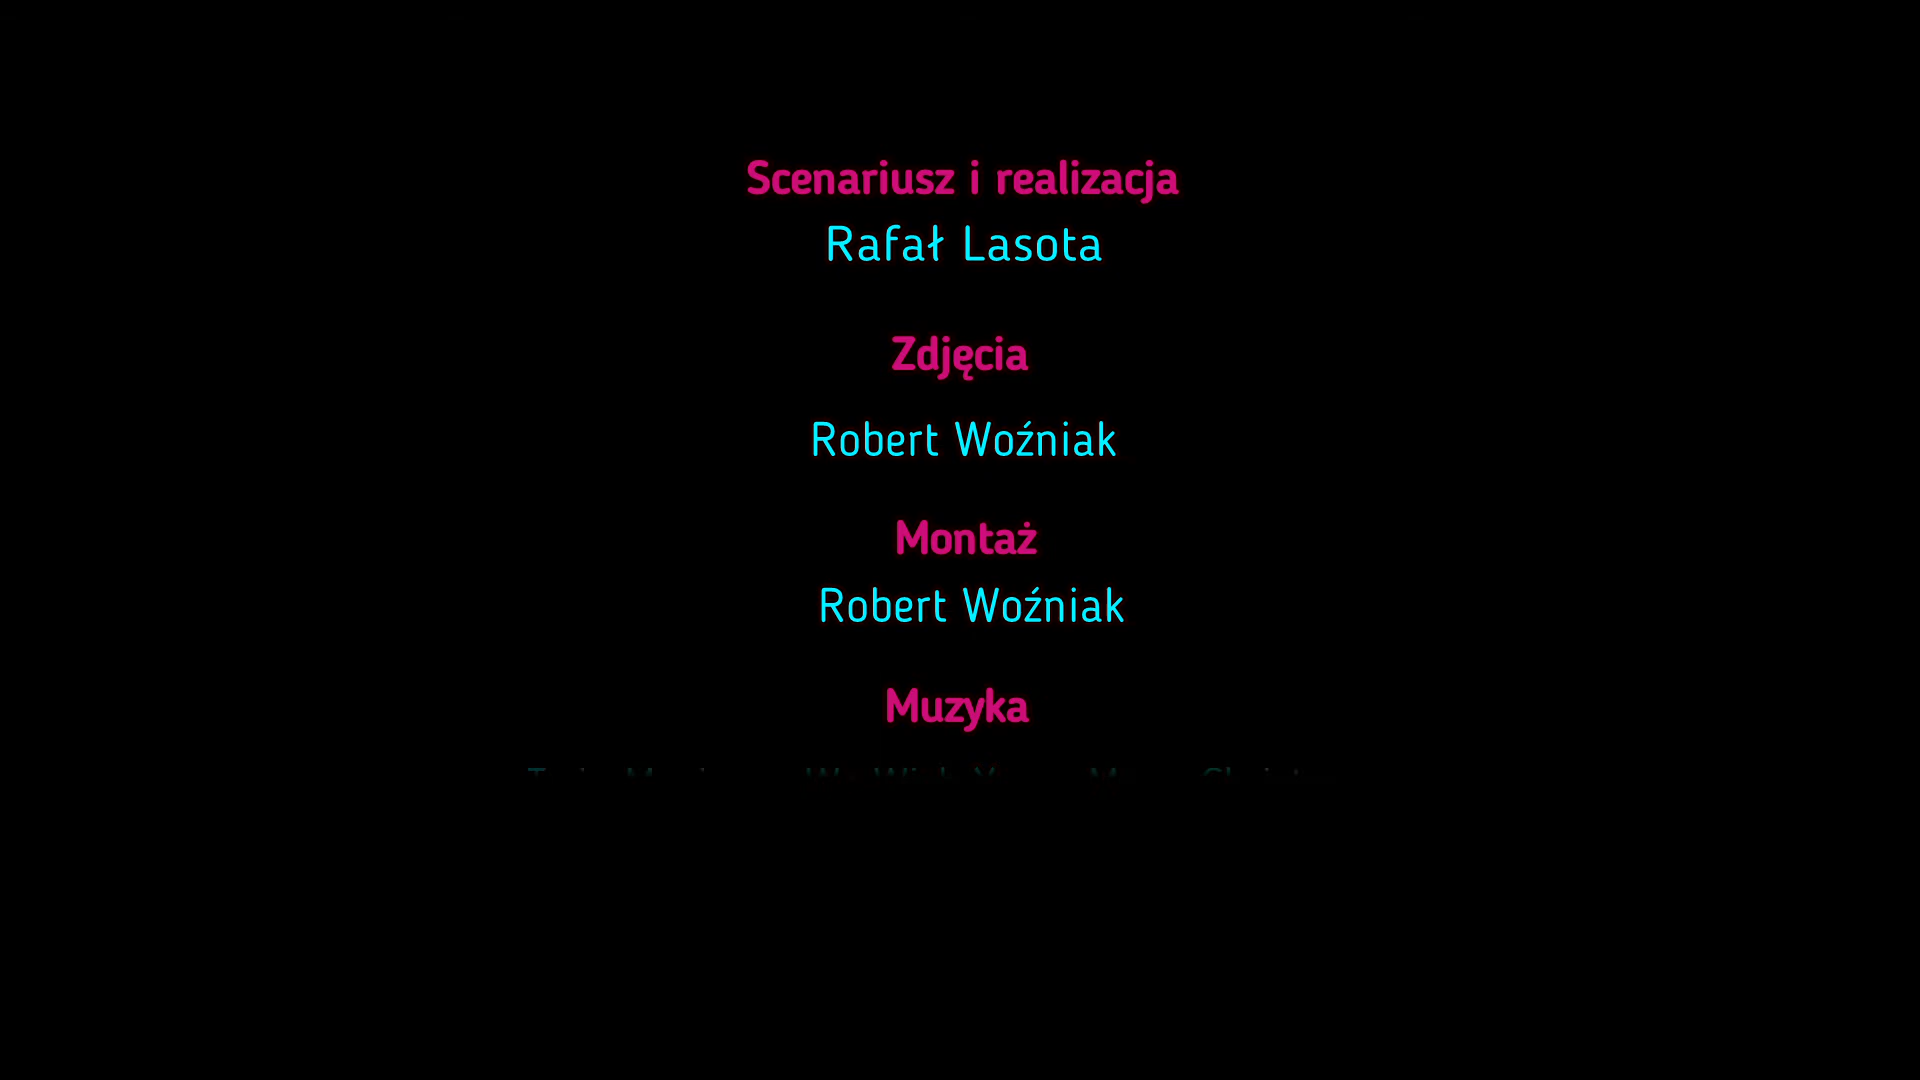 Scenariusz i realizacja
Rafał Lasota
Zdjęcia
Robert Woźniak
Montaż
Robert Woźniak
Muzyka